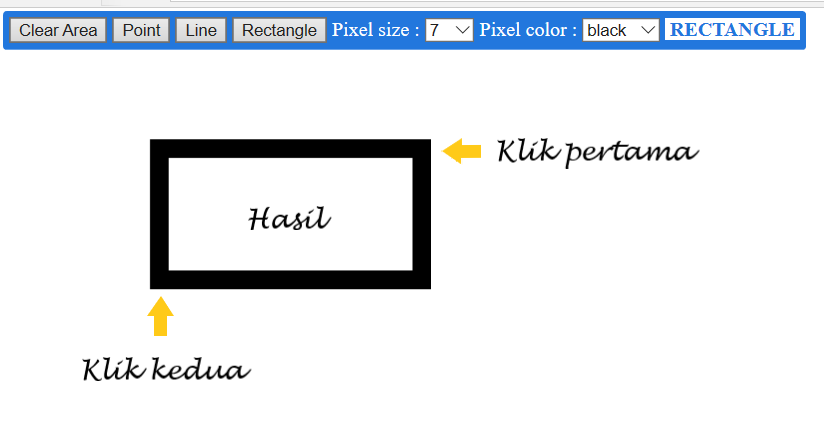 Clear Area Point Line Rectangle Pixel size : 7 Pixel color : black RECTANGLE
Klik pertama
Hasil
Klik kedua